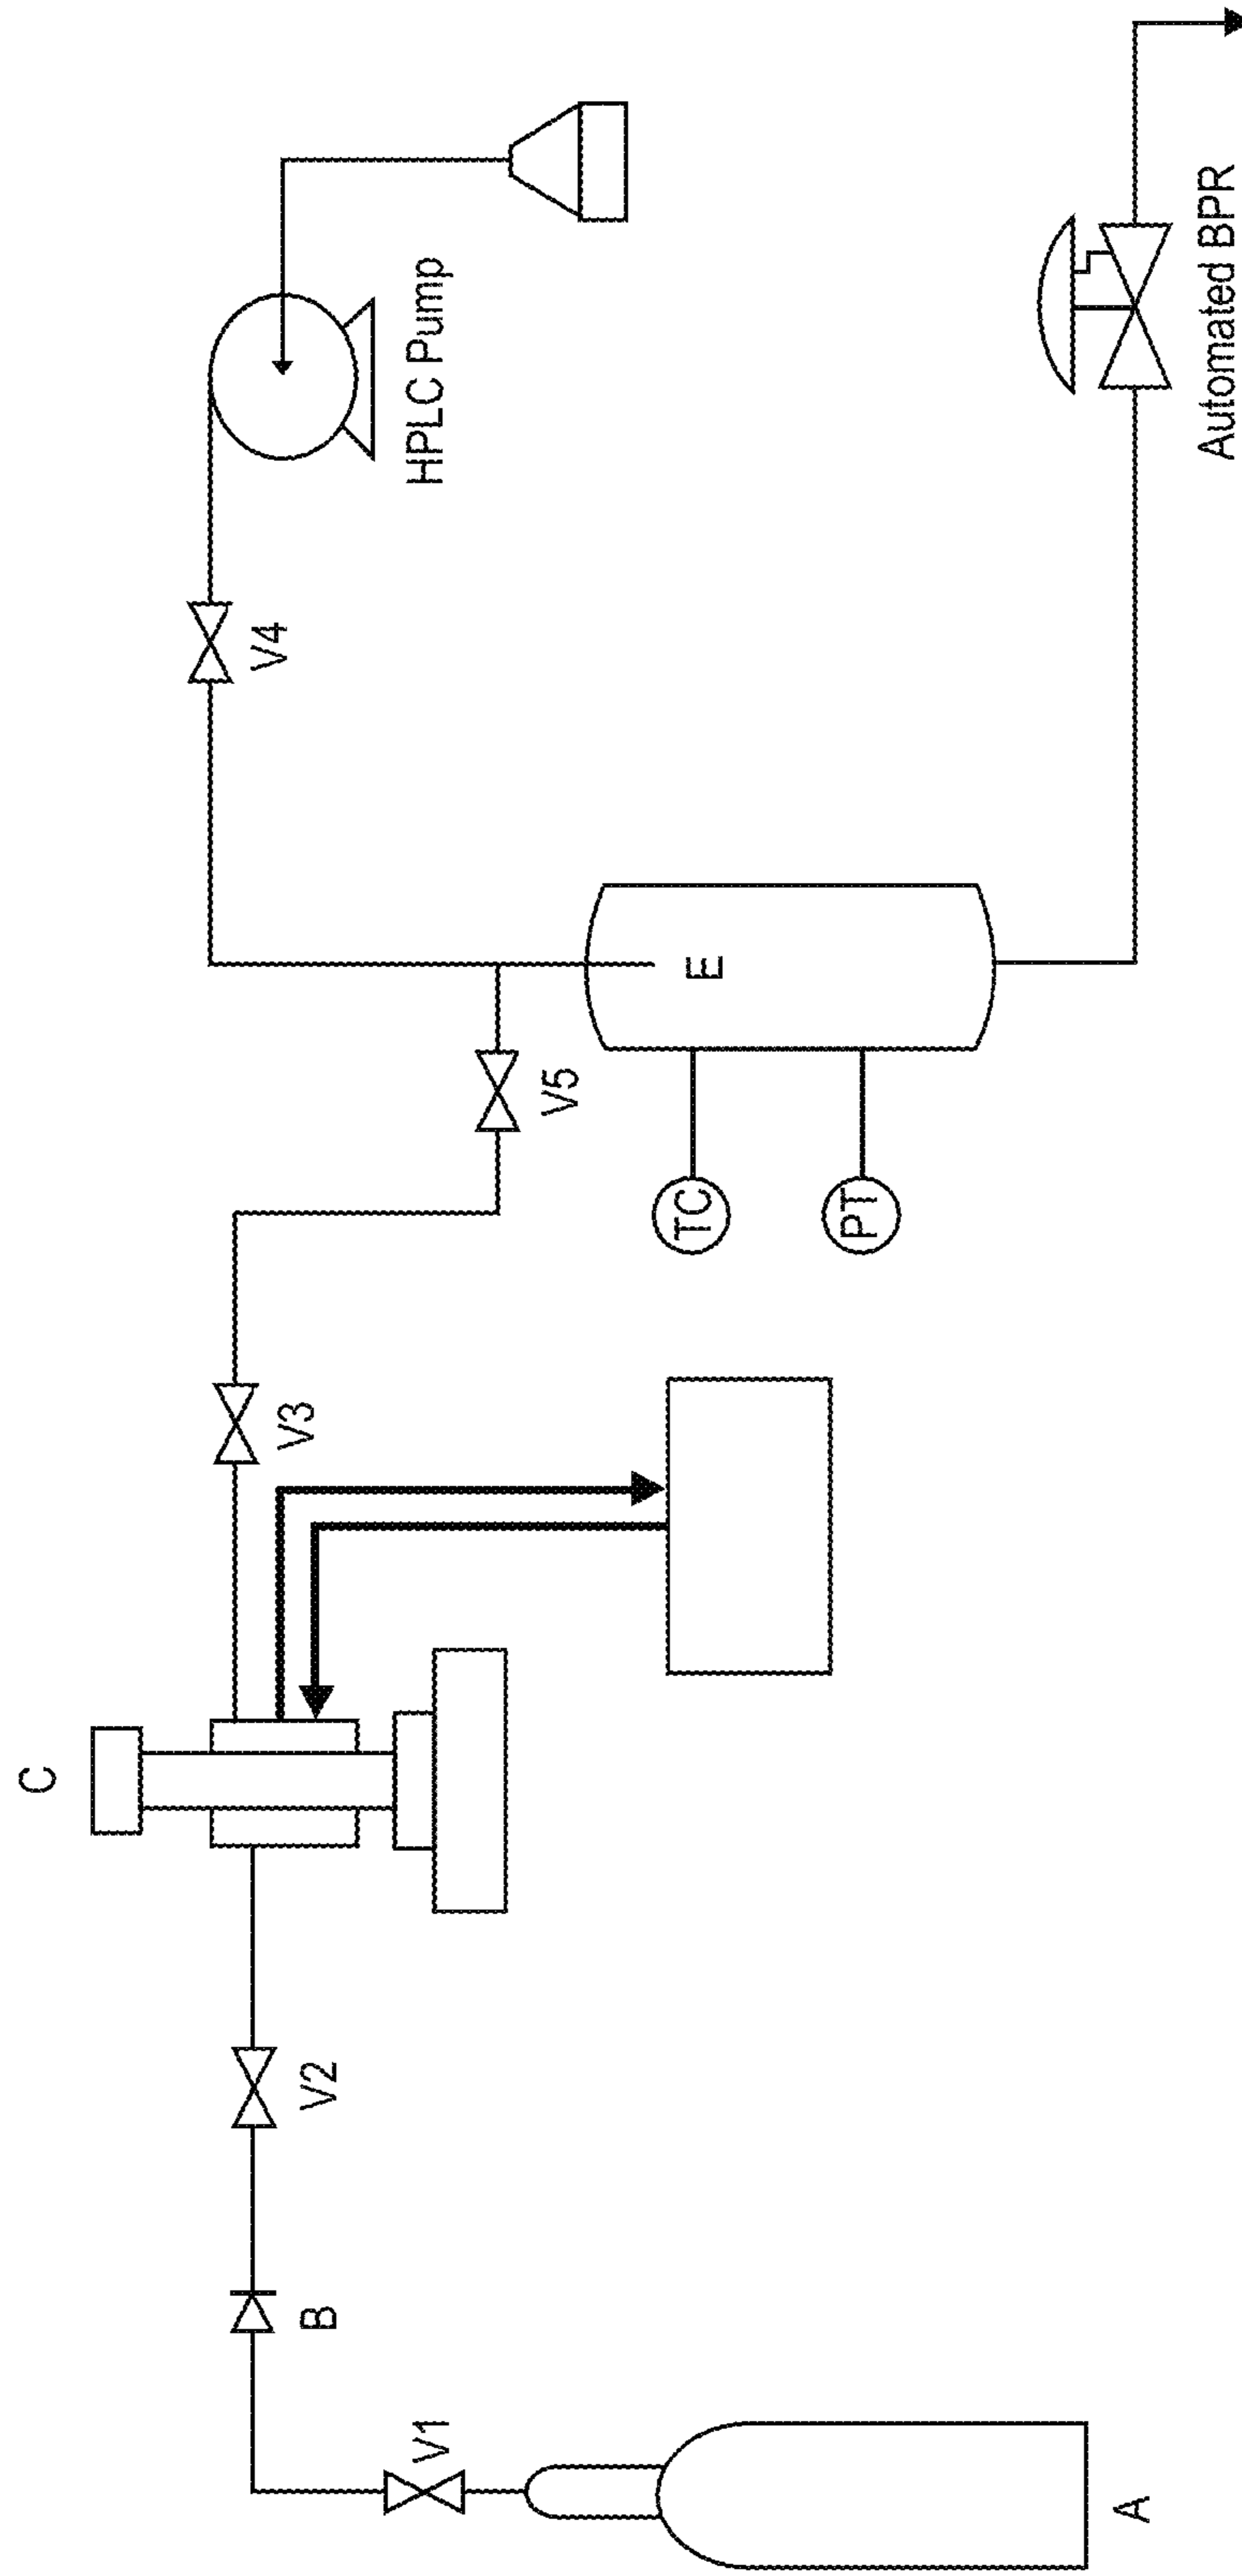 C
HPLC Pump
V4
V3
V5
V2
B
V1
E
TC
PT
A
Automated BPR